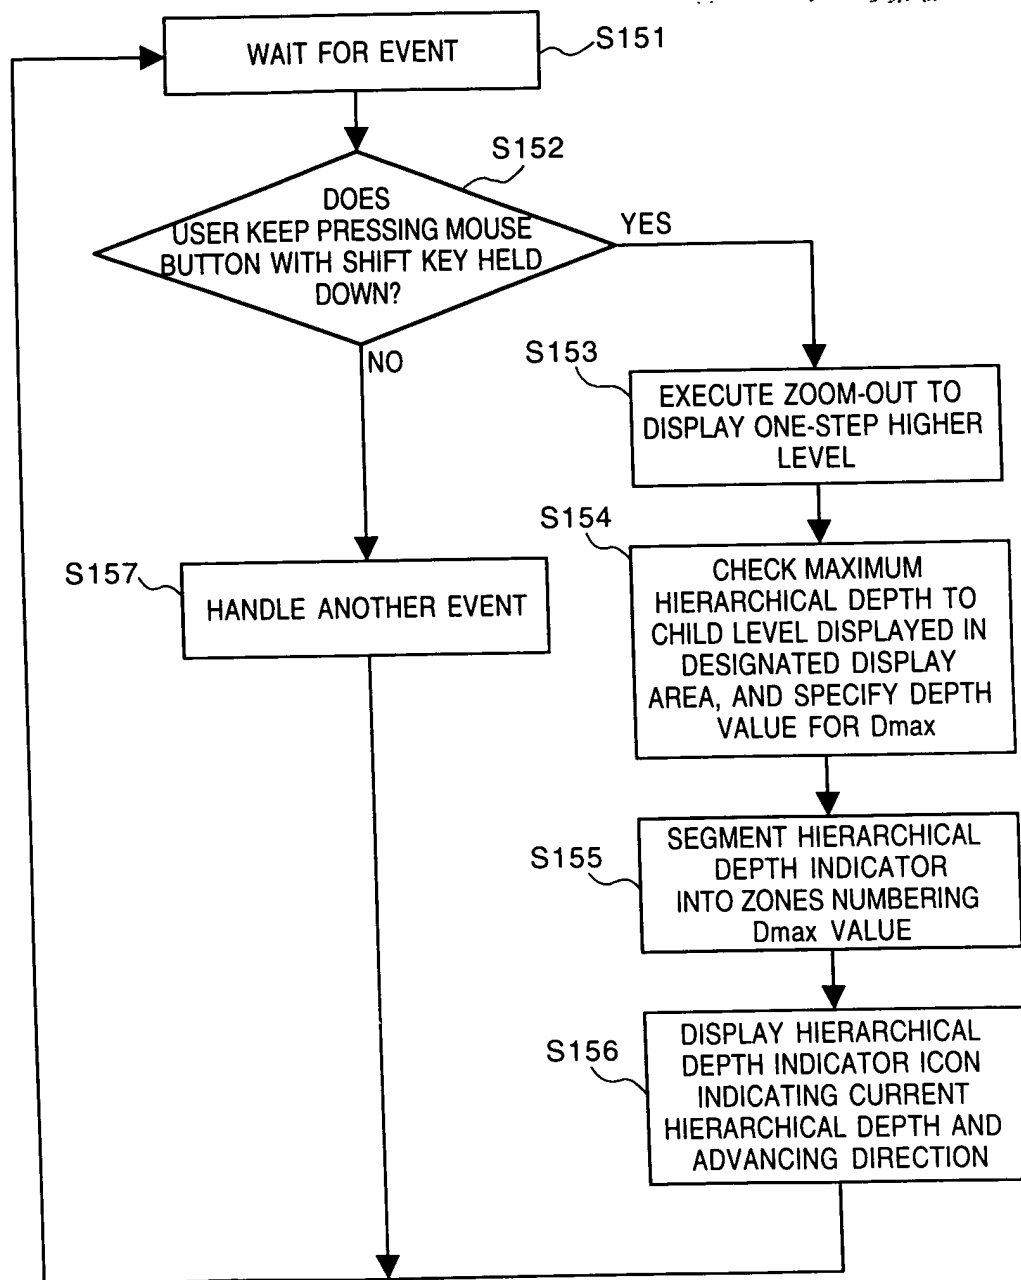 WAIT FOR EVENT
S151
S152
DOES
USER KEEP PRESSING MOUSE
BUTTON WITH SHIFT KEY HELD
DOWN?
YES
NO
S153
EXECUTE ZOOM-OUT TO
DISPLAY ONE-STEP HIGHER
LEVEL
S154
CHECK MAXIMUM
HIERARCHICAL DEPTH TO
CHILD LEVEL DISPLAYED IN
DESIGNATED DISPLAY
AREA, AND SPECIFY DEPTH
VALUE FOR Dmax
S157
HANDLE ANOTHER EVENT
S155
SEGMENT HIERARCHICAL
DEPTH INDICATOR
INTO ZONES NUMBERING
Dmax VALUE
S156
DISPLAY HIERARCHICAL
DEPTH INDICATOR ICON
INDICATING CURRENT
HIERARCHICAL DEPTH AND
ADVANCING DIRECTION